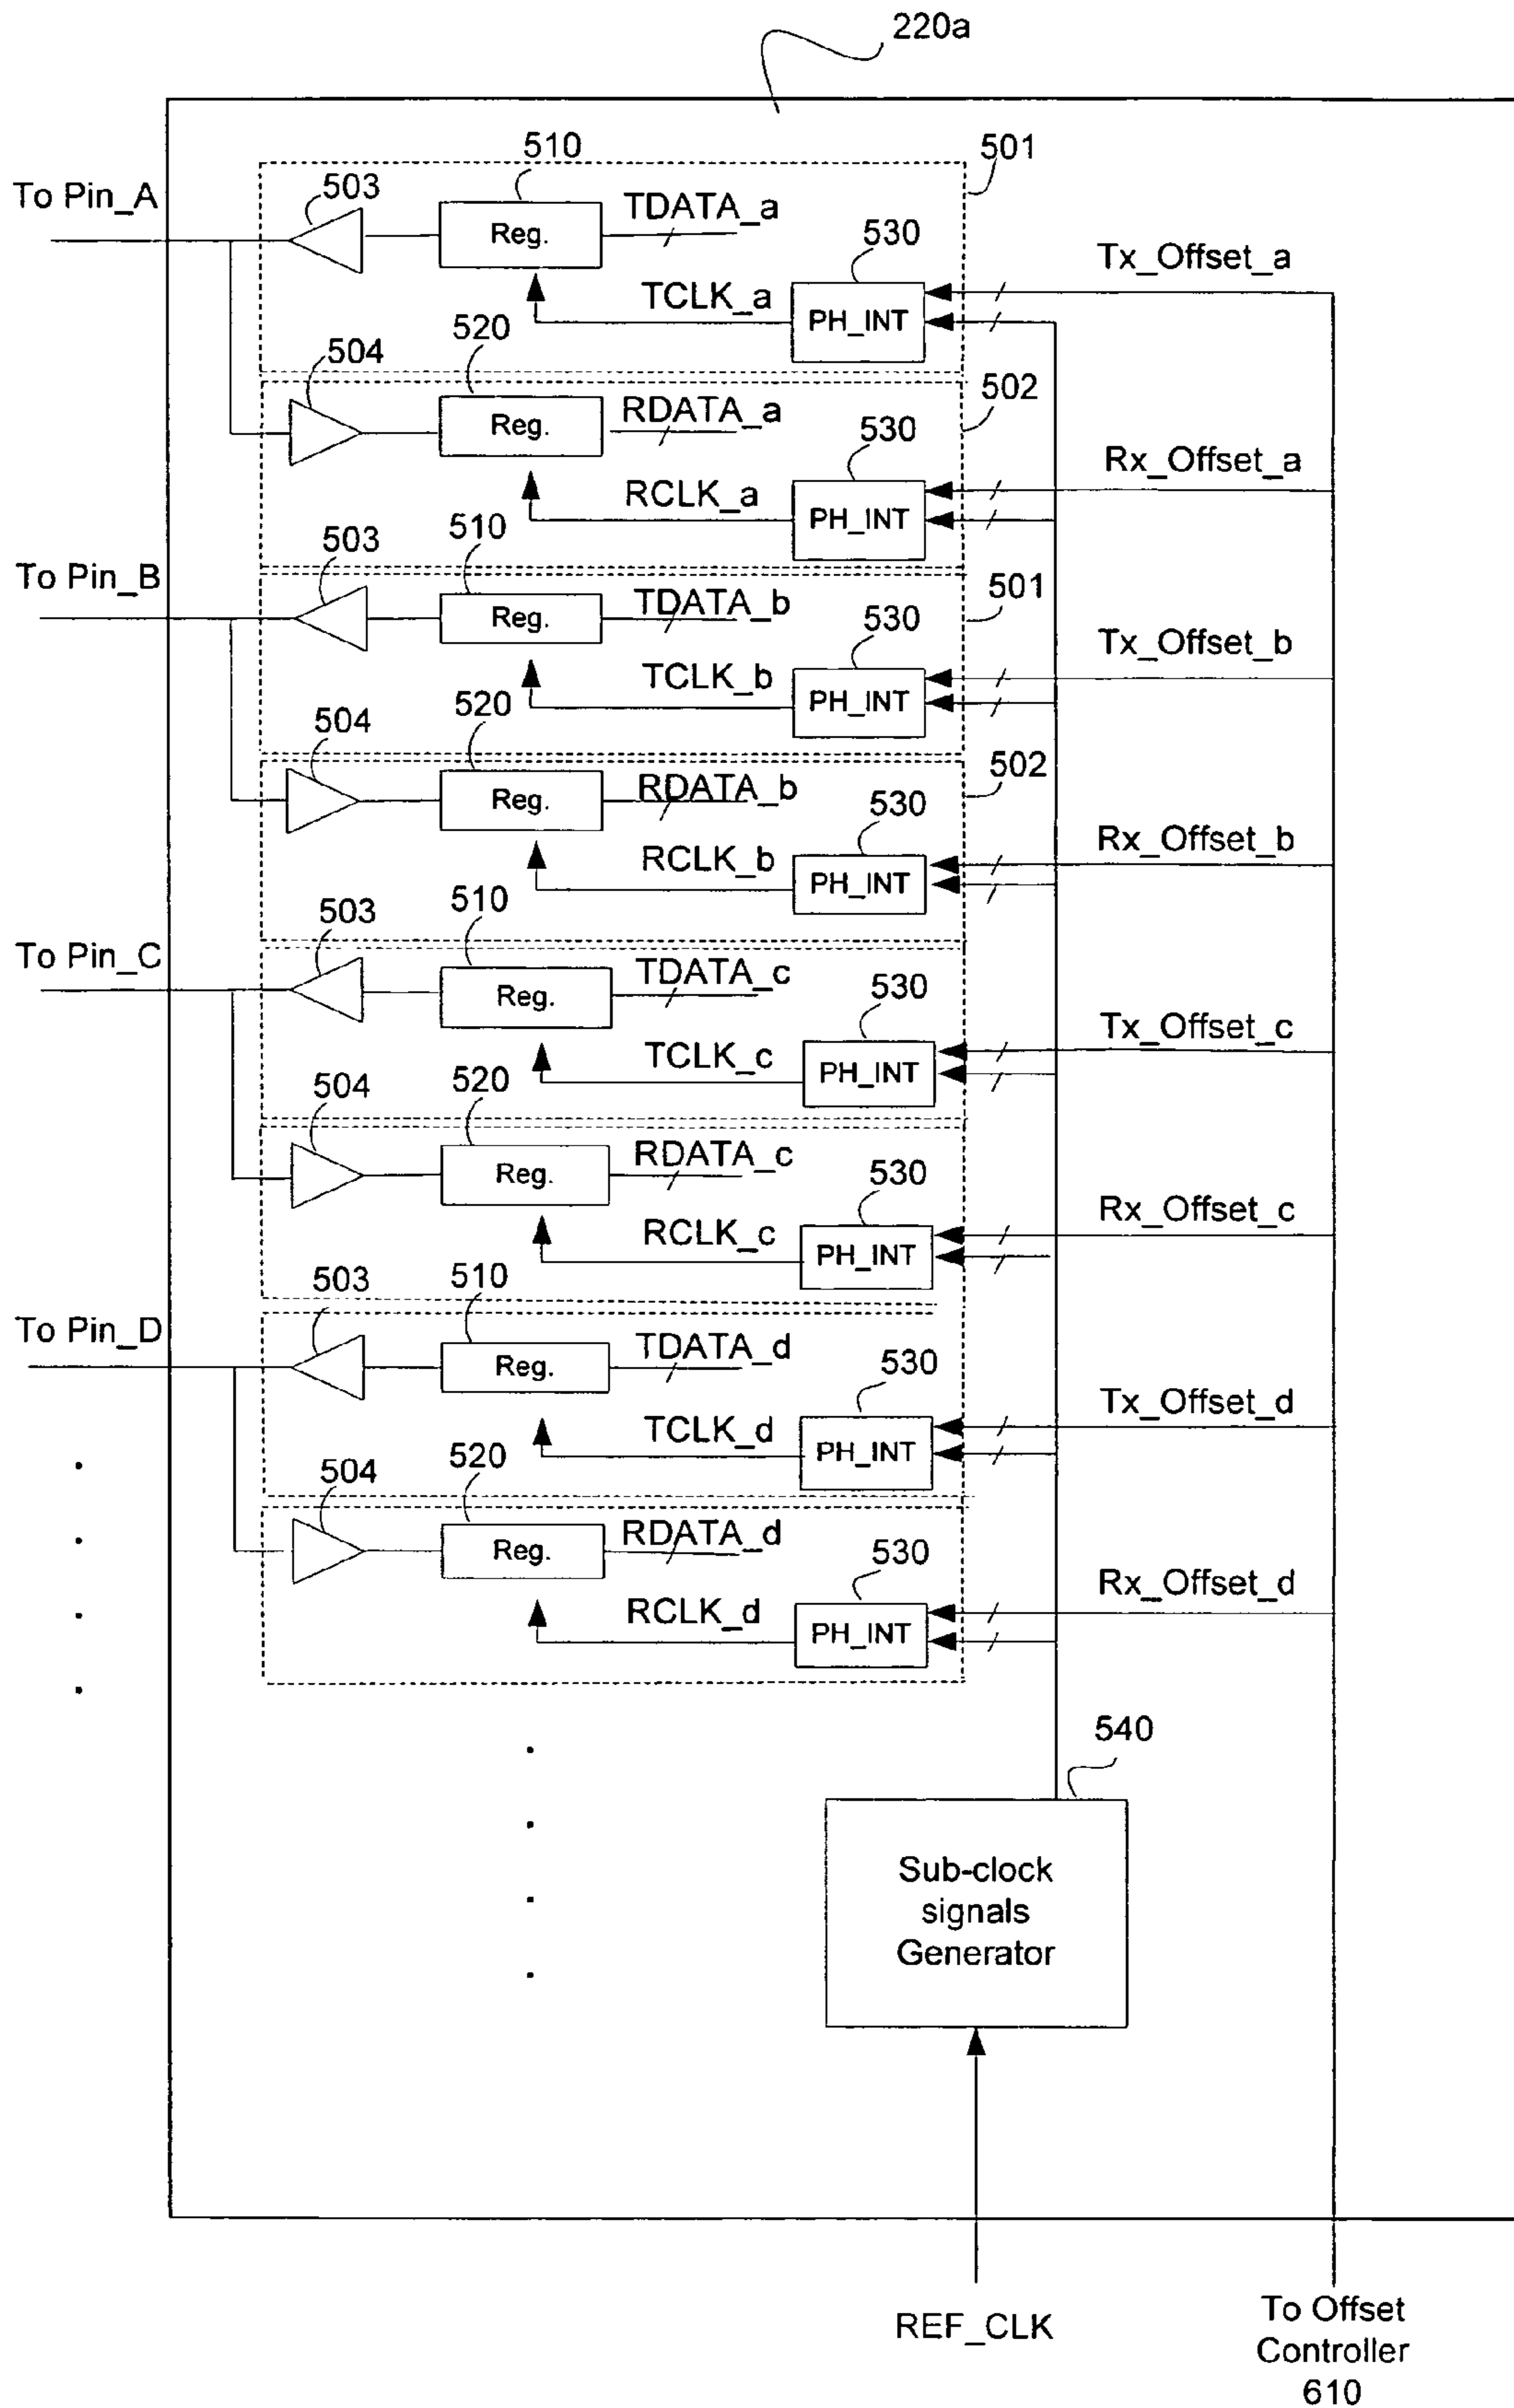 220a
510
501
To Pin_A
503
TDATA_a
Reg.
530
Tx_Offset_a
TCLK_a
PH_INT
520
504
502
RDATA_a
Reg.
530
Rx_Offset_a
RCLK_a
PH_INT
510
503
To Pin_B
501
TDATA_b
Reg.
530
Tx_Offset_b
TCLK_b
PH_INT
520
504
502
RDATA_b
Reg.
530
Rx_Offset_b
RCLK_b
PH_INT
510
503
To Pin_C
TDATA_c
Reg.
530
Tx_Offset_c
TCLK_c
PH_INT
520
504
RDATA_c
Reg.
530
Rx_Offset_c
RCLK_c
PH_INT
503
510
To Pin_D
TDATA_d
Reg.
530
Tx_Offset_d
TCLK_d
PH_INT
520
504
RDATA_d
Reg.
530
Rx_Offset_d
RCLK_d
PH_INT
540
Sub-clock
signals
Generator
REF_CLK
To Offset
Controller
610